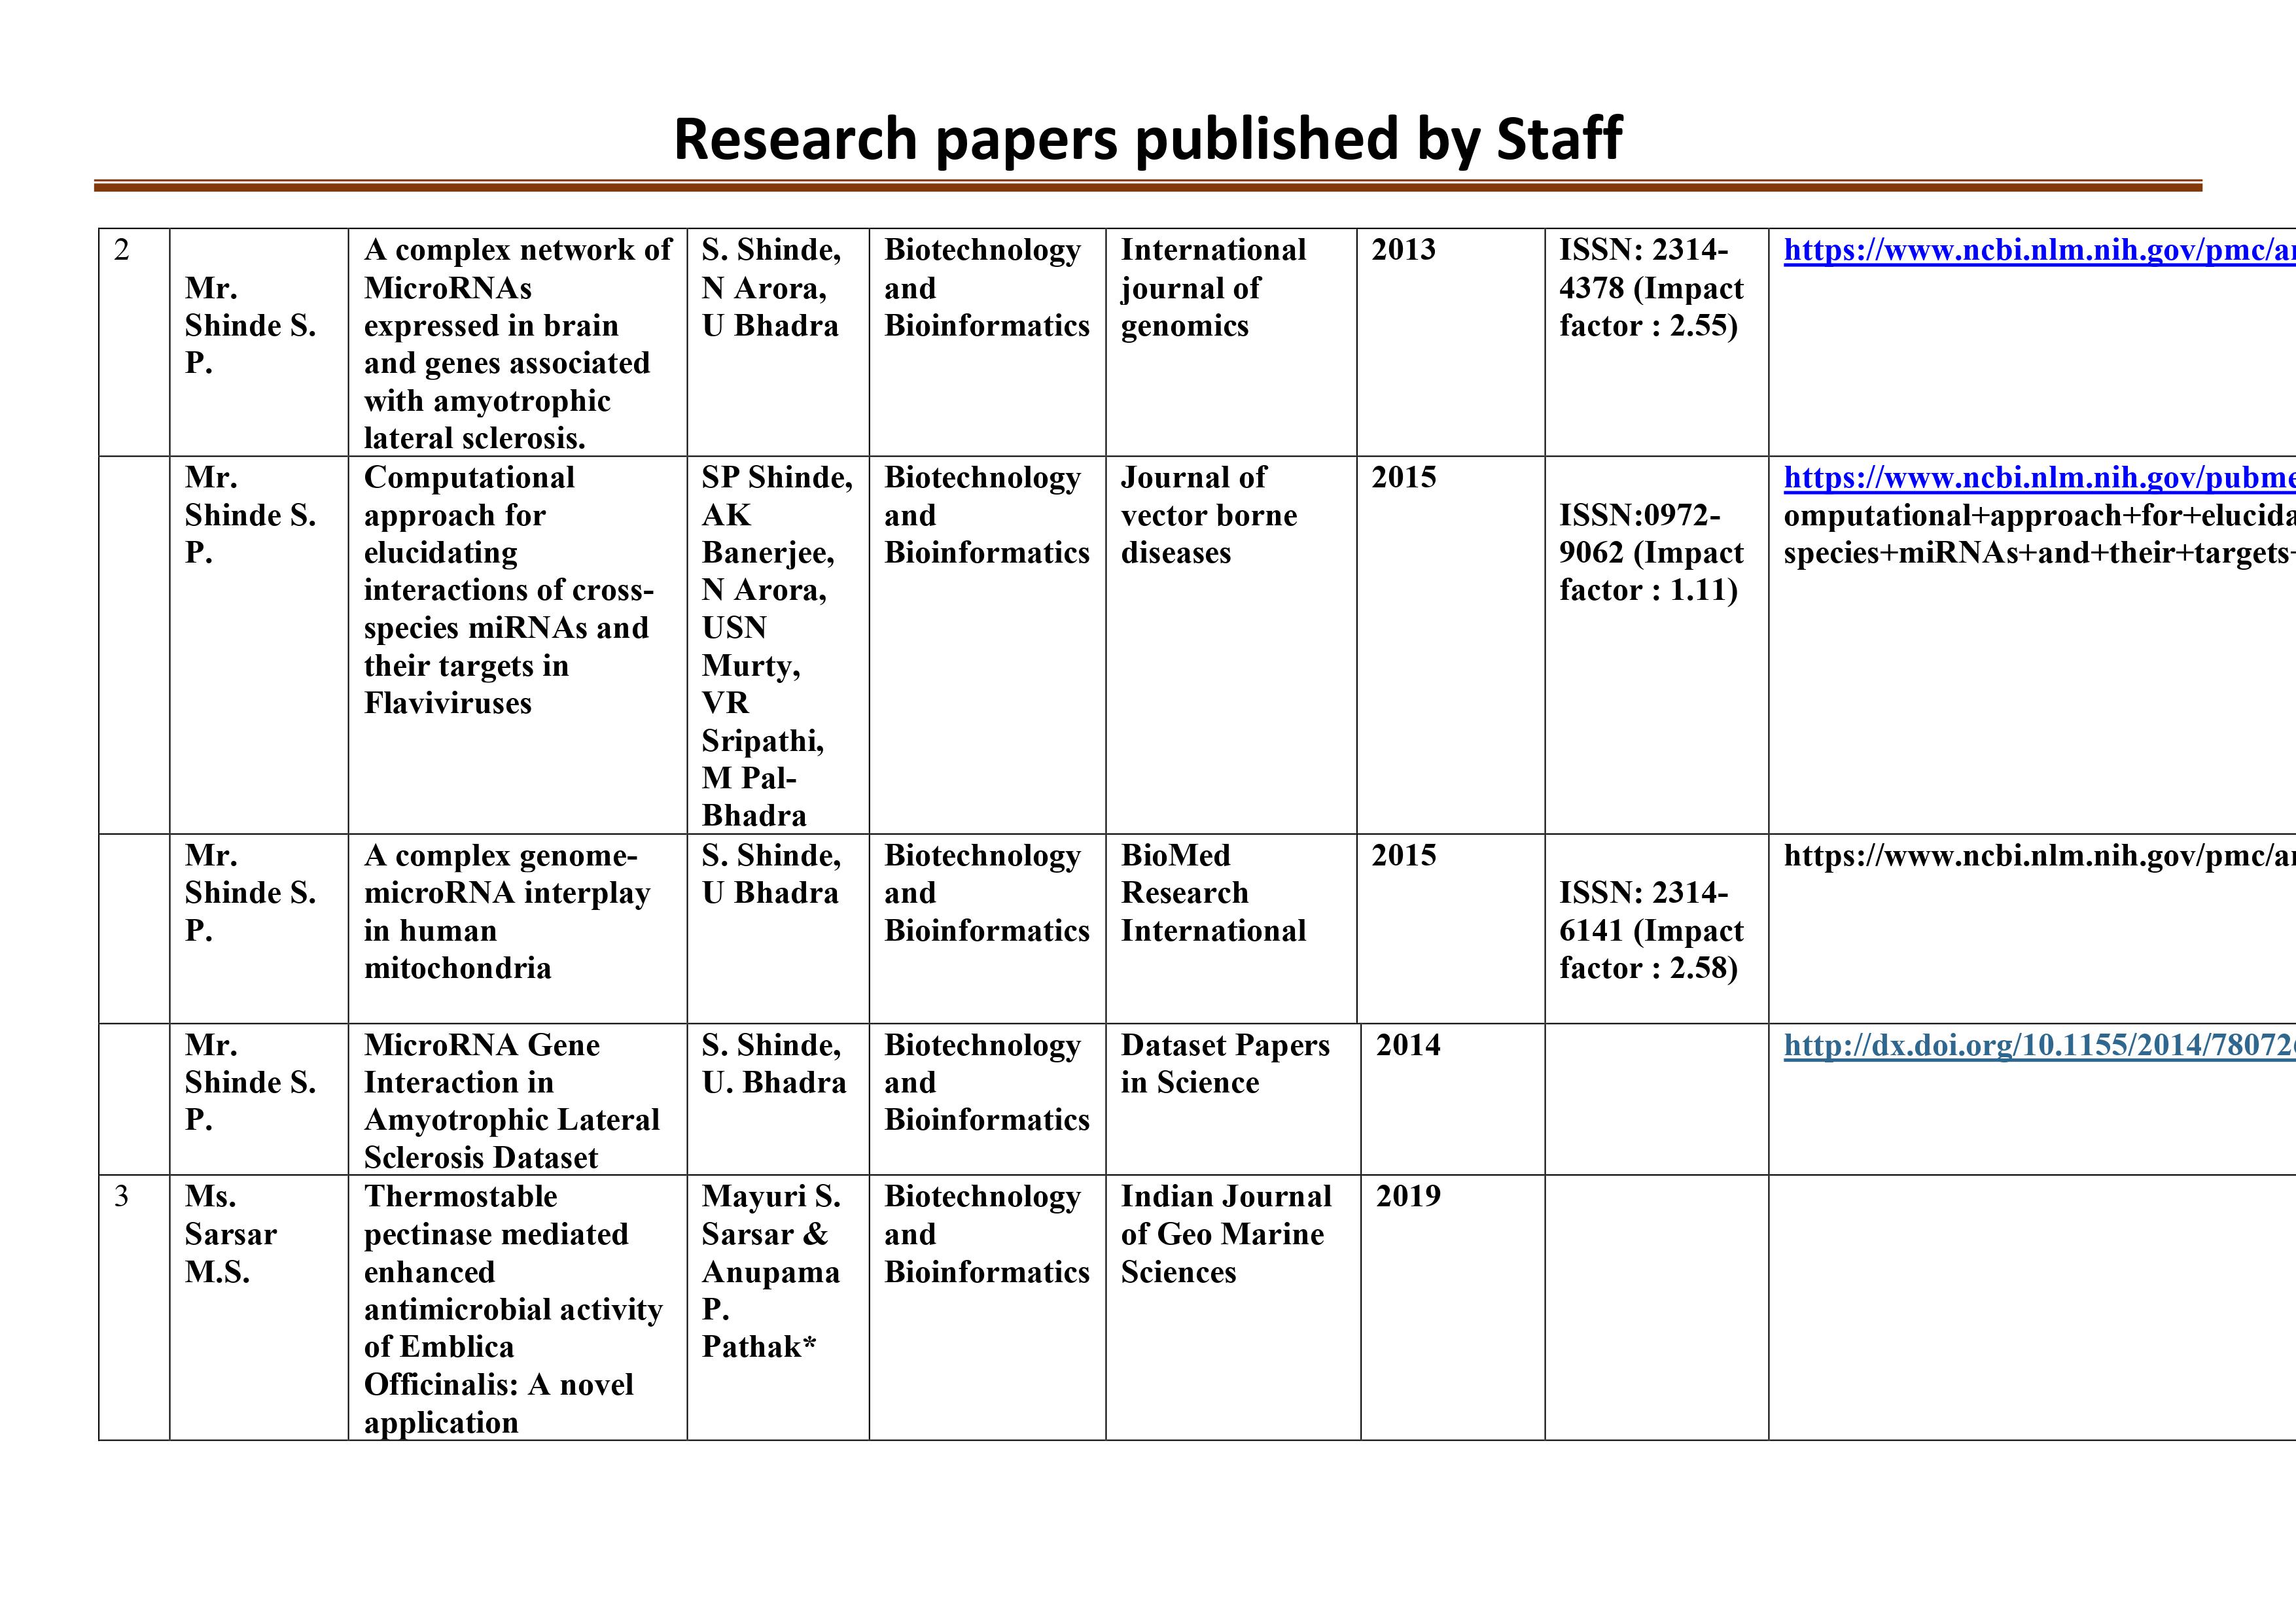 Research papers published by Staff
2
Mr.
Shinde S.
P.
A complex network of
MicroRNAs
expressed in brain
and genes associated
with amyotrophic
lateral sclerosis.
S. Shinde,
N Arora,
U Bhadra
Biotechnology
and
Bioinformatics
International
journal of
genomics
2013
ISSN: 2314-
4378 (Impact
factor : 2.55)
https://www.ncbi.nlm.nih.gov/pmc/ar
Mr.
Shinde S.
P.
Computational
approach for
elucidating
interactions of cross-
species miRNAs and
their targets in
Flaviviruses
SP Shinde,
AK
Banerjee,
N Arora,
USN
Murty,
VR
Sripathi,
M Pal-
Bhadra
Biotechnology
and
Bioinformatics
Journal of
vector borne
diseases
2015
ISSN:0972-
9062 (Impact
factor : 1.11)
https://www.ncbi.nlm.nih.gov/pubme
omputational+approach+for+elucida
species+miRNAs+and+their+targets+
Mr.
Shinde S.
P.
A complex genome-
microRNA interplay
in human
mitochondria
S. Shinde,
U Bhadra
Biotechnology
and
Bioinformatics
BioMed
Research
International
2015
ISSN: 2314-
6141 (Impact
factor : 2.58)
https://www.ncbi.nlm.nih.gov/pmc/ar
Mr.
Shinde S.
P.
MicroRNA Gene
Interaction in
Amyotrophic Lateral
Sclerosis Dataset
S. Shinde,
U. Bhadra
Biotechnology
and
Bioinformatics
Dataset Papers
in Science
2014
http://dx.doi.org/10.1155/2014/78072
3
Ms.
Sarsar
M.S.
Thermostable
pectinase mediated
enhanced
antimicrobial activity
of Emblica
Officinalis: A novel
application
Mayuri S.
Sarsar &
Anupama
P.
Pathak*
Biotechnology
and
Bioinformatics
Indian Journal
of Geo Marine
Sciences
2019